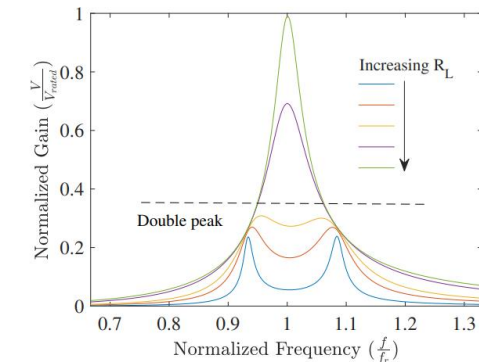 1
0.8
0.6
0.4
0.2
0
Normalized Gain (V/V_rated)
Increasing R_L
Double peak
0.7 0.8 0.9 1 1.1 1.2 1.3
Normalized Frequency (f/f_r)